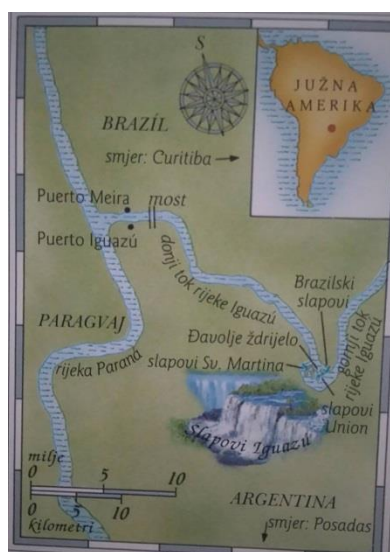 S
JUŽNA
AMERIKA
BRAZIL
smjer: Curitiba
Puerto Meira
most
Puerto Iguazú
donji tok rijeke Iguazú
Brazilski
slapovi
PARAGVAJ
rijeka Paraná
Đavolje ždrijelo
slapovi Sv. Martina
gornji tok
rijeke Iguazú
slapovi
Union
Slapovi Iguazú
milje
0 5 10
0 5 10
kilometri
ARGENTINA
smjer: Posadas